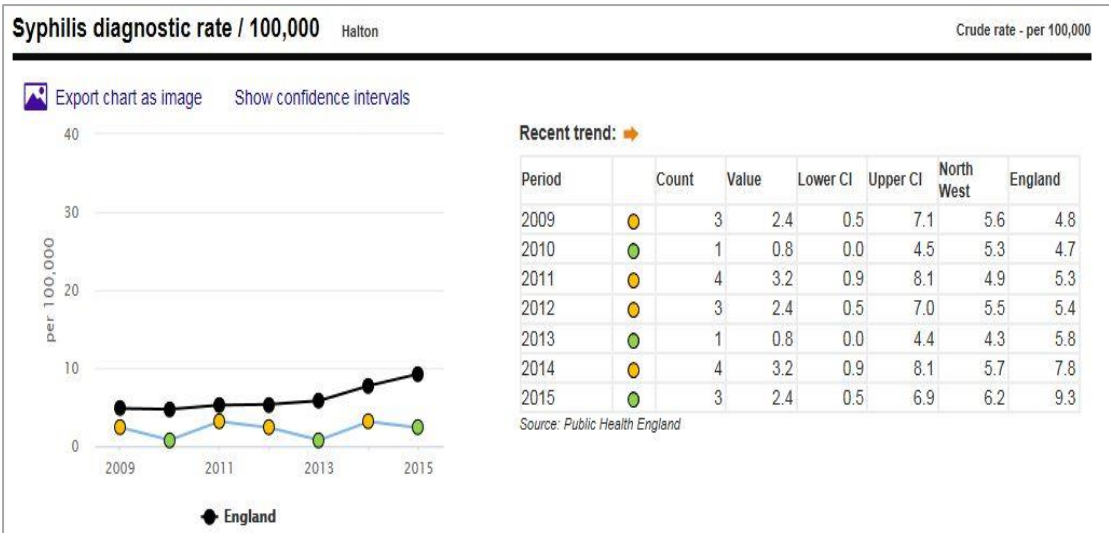 Syphilis diagnostic rate / 100,000 Halton Crude rate - per 100,000
Export chart as image Show confidence intervals
40
30
20
10
0
per 100,000
2009 2011 2013 2015
England
Recent trend:
Period Count Value Lower CI Upper CI North West England
2009 3 2.4 0.5 7.1 5.6 4.8
2010 1 0.8 0.0 4.5 5.3 4.7
2011 4 3.2 0.9 8.1 4.9 5.3
2012 3 2.4 0.5 7.0 5.5 5.4
2013 1 0.8 0.0 4.4 4.3 5.8
2014 4 3.2 0.9 8.1 5.7 7.8
2015 3 2.4 0.5 6.9 6.2 9.3
Source: Public Health England